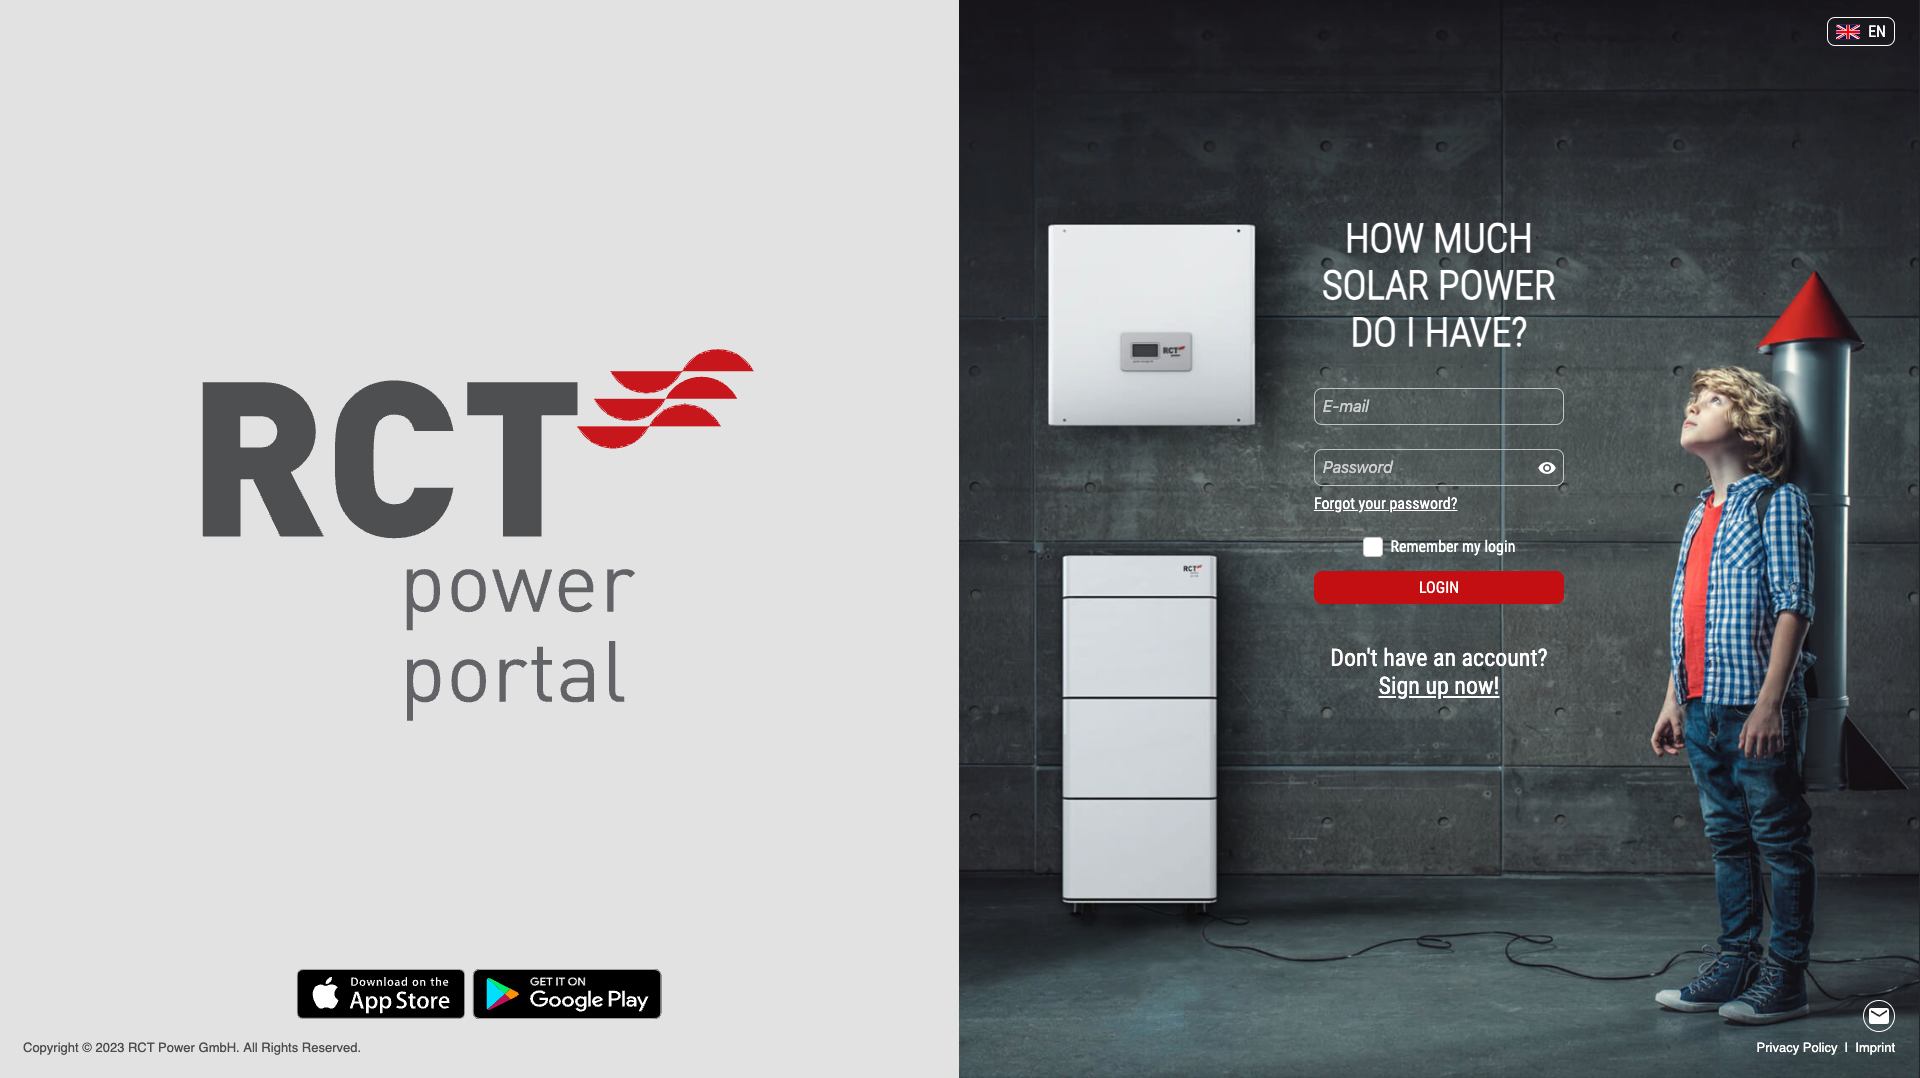 RCT
power
portal
Download on the
App Store
GET IT ON
Google Play
Copyright © 2023 RCT Power GmbH. All Rights Reserved.
EN
HOW MUCH
SOLAR POWER
DO I HAVE?
E-mail
Password
Forgot your password?
Remember my login
LOGIN
Don't have an account?
Sign up now!
RCT
RCT
Privacy Policy | Imprint